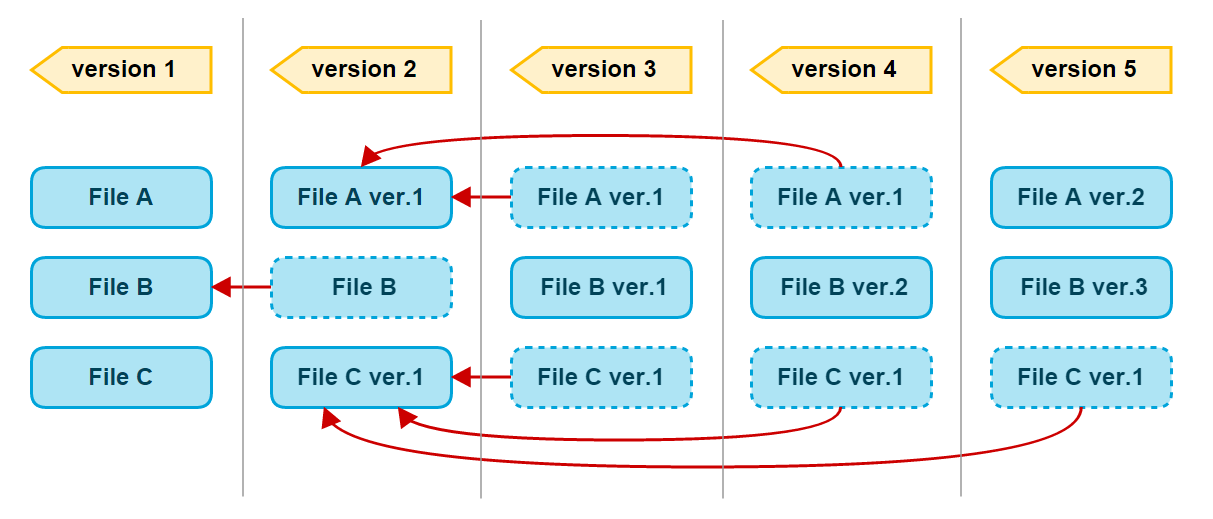 version 1
version 2
version 3
version 4
version 5
File A
File A ver.1
File A ver.1
File A ver.1
File A ver.2
File B
File B
File B ver.1
File B ver.2
File B ver.3
File C
File C ver.1
File C ver.1
File C ver.1
File C ver.1